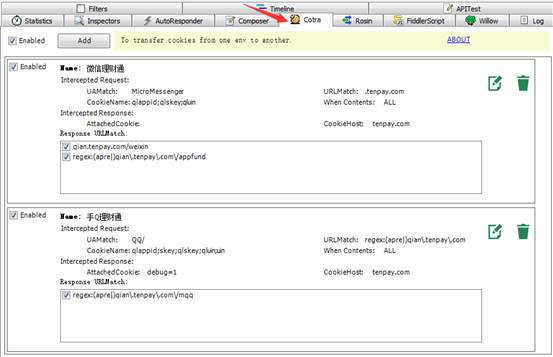 Filters Timeline APITest
Statistics Inspectors AutoResponder Composer Cotra Rosin FiddlerScript Willow Log
Enabled Add To transfer cookies from one env to another. ABOUT
Enabled Name: 微信理财通
Intercepted Request:
UAMatch: MicroMessenger URLMatch: .tenpay.com
CookieName: qlappid;qlskey;qluin When Contents: ALL
Intercepted Response:
AttachedCookie: CookieHost: tenpay.com
Response URLMatch:
qian.tenpay.com/weixin
regex:(apre|)qian\.tenpay\.com\/appfund
Enabled Name: 手Q理财通
Intercepted Request:
UAMatch: QQ/ URLMatch: regex:(apre|)qian\.tenpay\.com
CookieName: qlappid;skey;qlskey;qluin;uin When Contents: ALL
Intercepted Response:
AttachedCookie: debug=1 CookieHost: tenpay.com
Response URLMatch:
regex:(apre|)qian\.tenpay\.com\/mqq